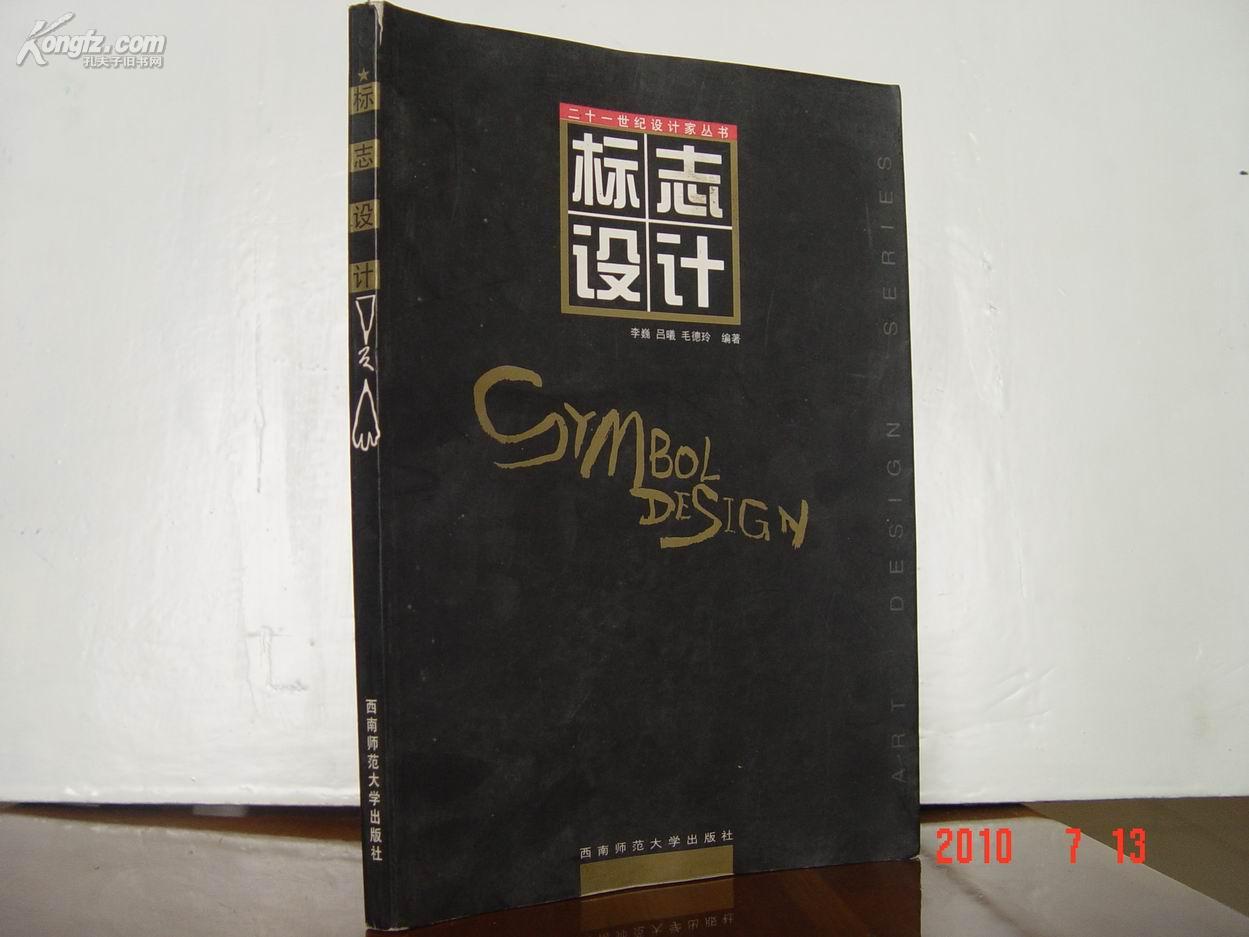 Kongfz.com
孔夫子旧书网
二十一世纪设计家丛书
标志
设计
李巍 吕曦 毛德玲 编著
SYMBOL
DESIGN
ART DESIGN SERIES
西南师范大学出版社
★标志设计
西南师范大学出版社
2010 7 13